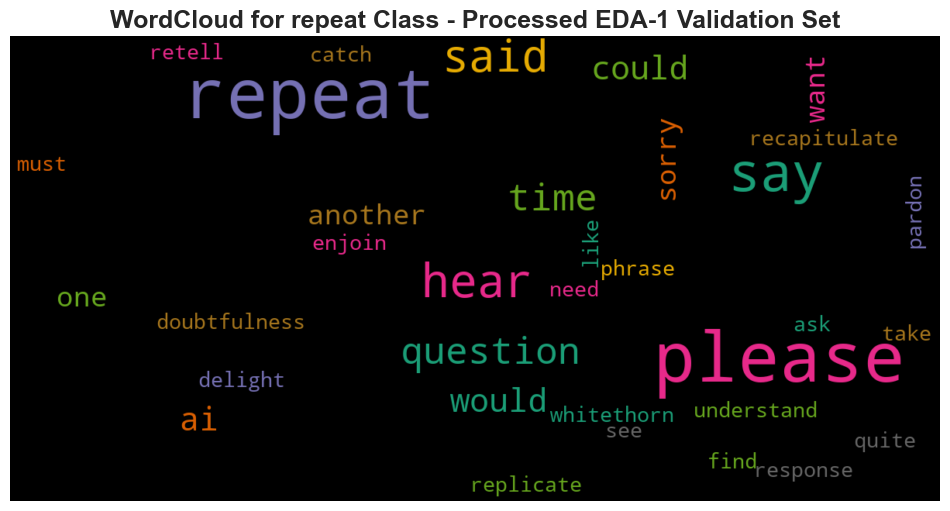 WordCloud for repeat Class - Processed EDA-1 Validation Set
retell
catch
said
could
want
repeat
sorry
recapitulate
must
say
time
pardon
another
enjoin
like
hear
phrase
need
one
doubtfulness
ask
take
question
please
delight
would
whitethorn
understand
ai
see
quite
find
response
replicate